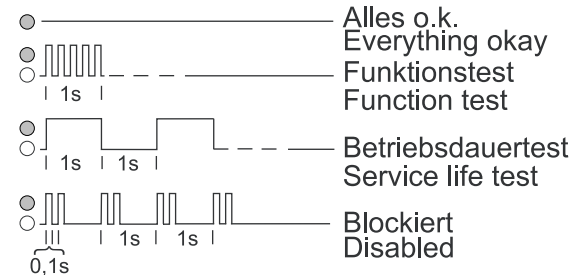 Alles o.k.
Everything okay
Funktionstest
1s
Function test
Betriebsdauertest
1s 1s
Service life test
Blockiert
1s 1s
Disabled
0,1s